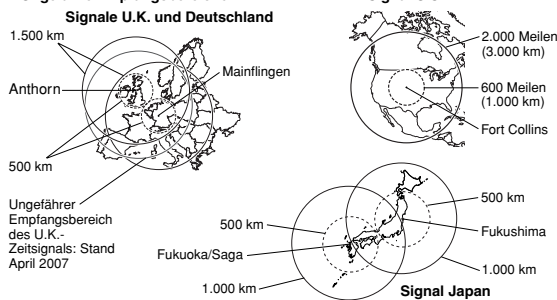 Signale U.K. und Deutschland
1.500 km
Anthorn
Mainflingen
500 km
Ungefährer
Empfangsbereich
des U.K.-
Zeitsignals: Stand
April 2007
2.000 Meilen
(3.000 km)
600 Meilen
(1.000 km)
Fort Collins
500 km
Fukuoka/Saga
1.000 km
500 km
Fukushima
1.000 km
Signal Japan